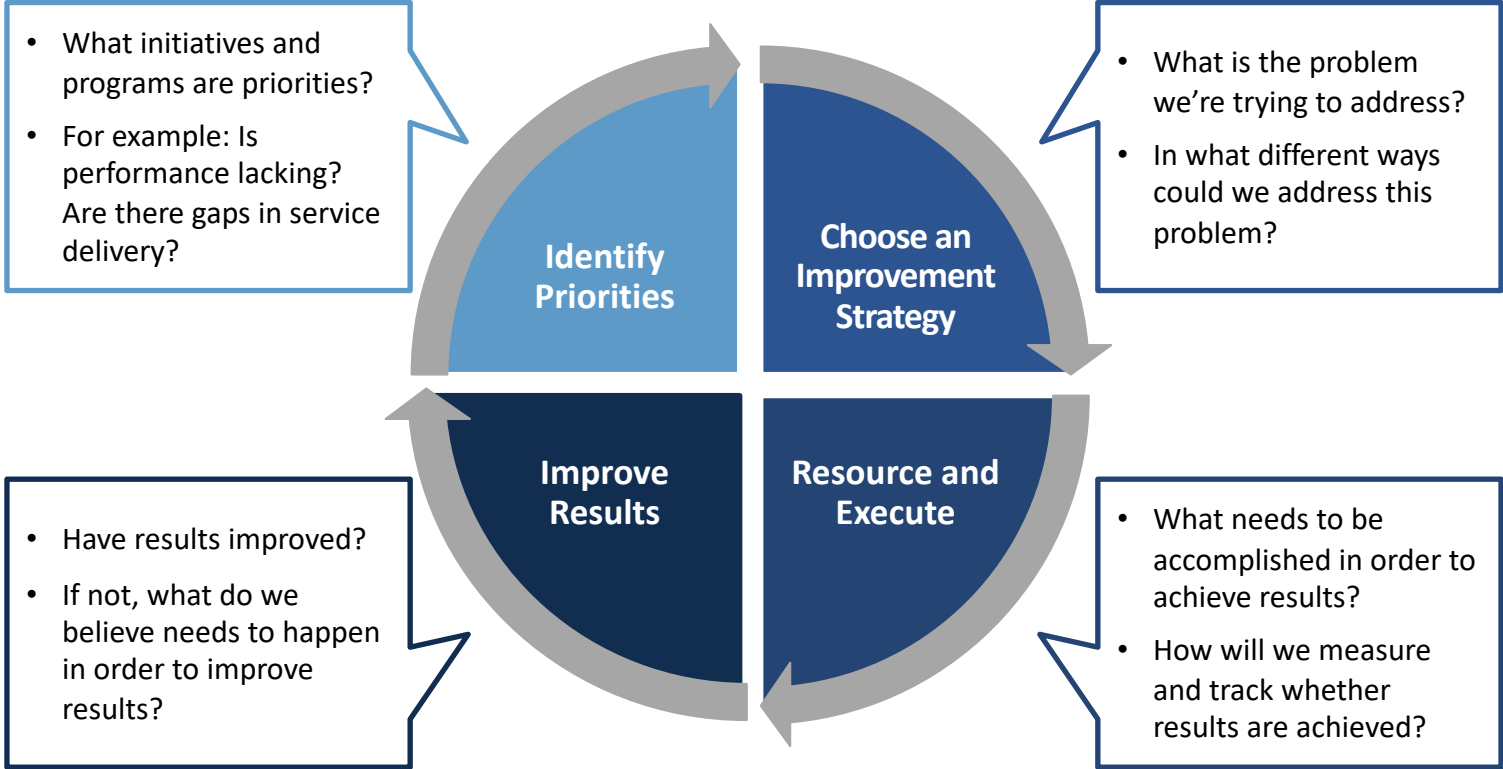 • What initiatives and
programs are priorities?
• For example: Is
performance lacking?
Are there gaps in service
delivery?
Identify
Priorities
Choose an
Improvement
Strategy
• What is the problem
we’re trying to address?
• In what different ways
could we address this
problem?
• Have results improved?
• If not, what do we
believe needs to happen
in order to improve
results?
Improve
Results
Resource and
Execute
• What needs to be
accomplished in order to
achieve results?
• How will we measure
and track whether
results are achieved?